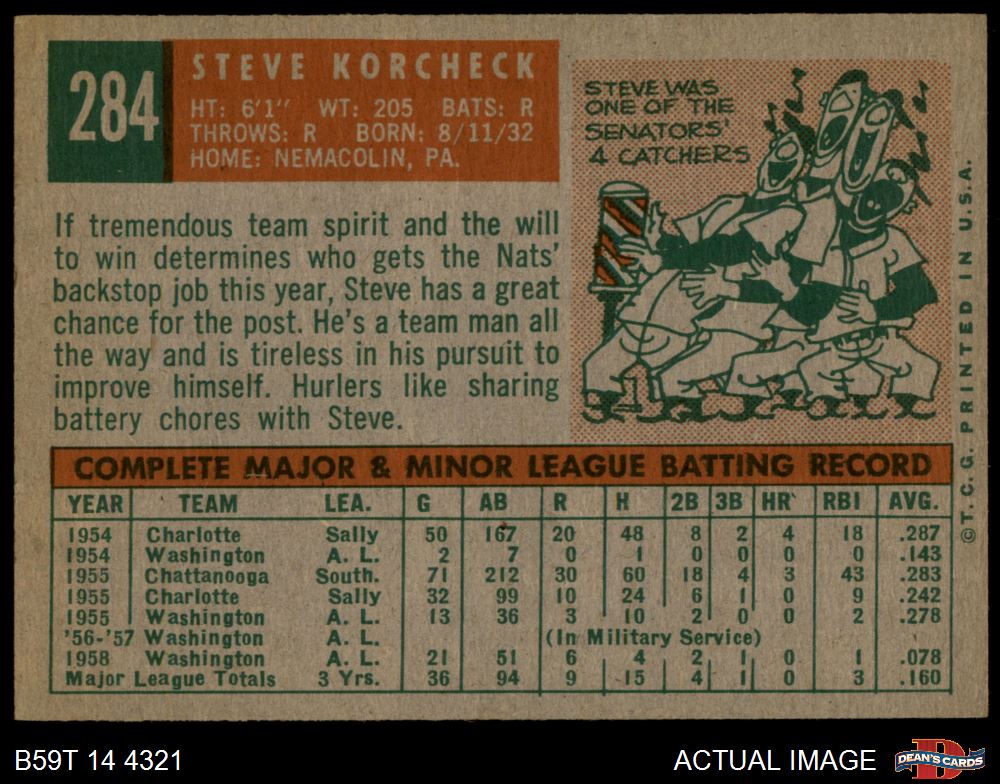 284
STEVE KORCHECK
HT: 6'1" WT: 205 BATS: R
THROWS: R BORN: 8/11/32
HOME: NEMACOLIN, PA.
STEVE WAS
ONE OF THE
SENATORS'
4 CATCHERS
If tremendous team spirit and the will
to win determines who gets the Nats'
backstop job this year, Steve has a great
chance for the post. He's a team man all
the way and is tireless in his pursuit to
improve himself. Hurlers like sharing
battery chores with Steve.
©T.C.G. PRINTED IN U.S.A.
COMPLETE MAJOR & MINOR LEAGUE BATTING RECORD
YEAR TEAM LEA. G AB R H 2B 3B HR RBI AVG.
1954 Charlotte Sally 50 167 20 48 8 2 4 18 .287
1954 Washington A. L. 2 7 0 1 0 0 0 0 .143
1955 Chattanooga South. 71 212 30 60 18 4 3 43 .283
1955 Charlotte Sally 32 99 10 24 6 1 0 9 .242
1955 Washington A. L. 13 36 3 10 2 0 0 2 .278
'56-'57 Washington A. L. (In Military Service)
1958 Washington A. L. 21 51 6 4 2 1 0 1 .078
Major League Totals 3 Yrs. 36 94 9 15 4 1 0 3 .160
B59T 14 4321
ACTUAL IMAGE
DEAN'S CARDS